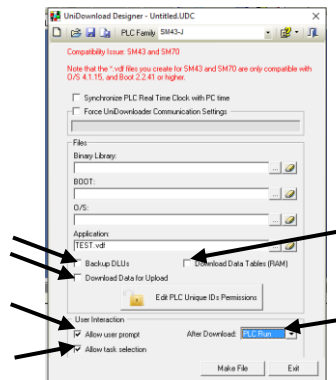 UniDownload Designer - Untitled.UDC
PLC Family SM43-J
Compatibility Issue: SM43 and SM70
Note that the *.vdf files you create for SM43 and SM70 are only compatible with
O/S 4.1.15, and Boot 2.2.41 or higher.
Synchronize PLC Real Time Clock with PC time
Force UniDownloader Communication Settings
Files
Binary Library:
...
BOOT:
...
O/S:
...
Application:
TEST.vdf ...
Backup DLUs Download Data Tables (RAM)
Download Data for Upload
Edit PLC Unique IDs Permissions
User Interaction
Allow user prompt After Download: PLC Run
Allow task selection
Make File Exit